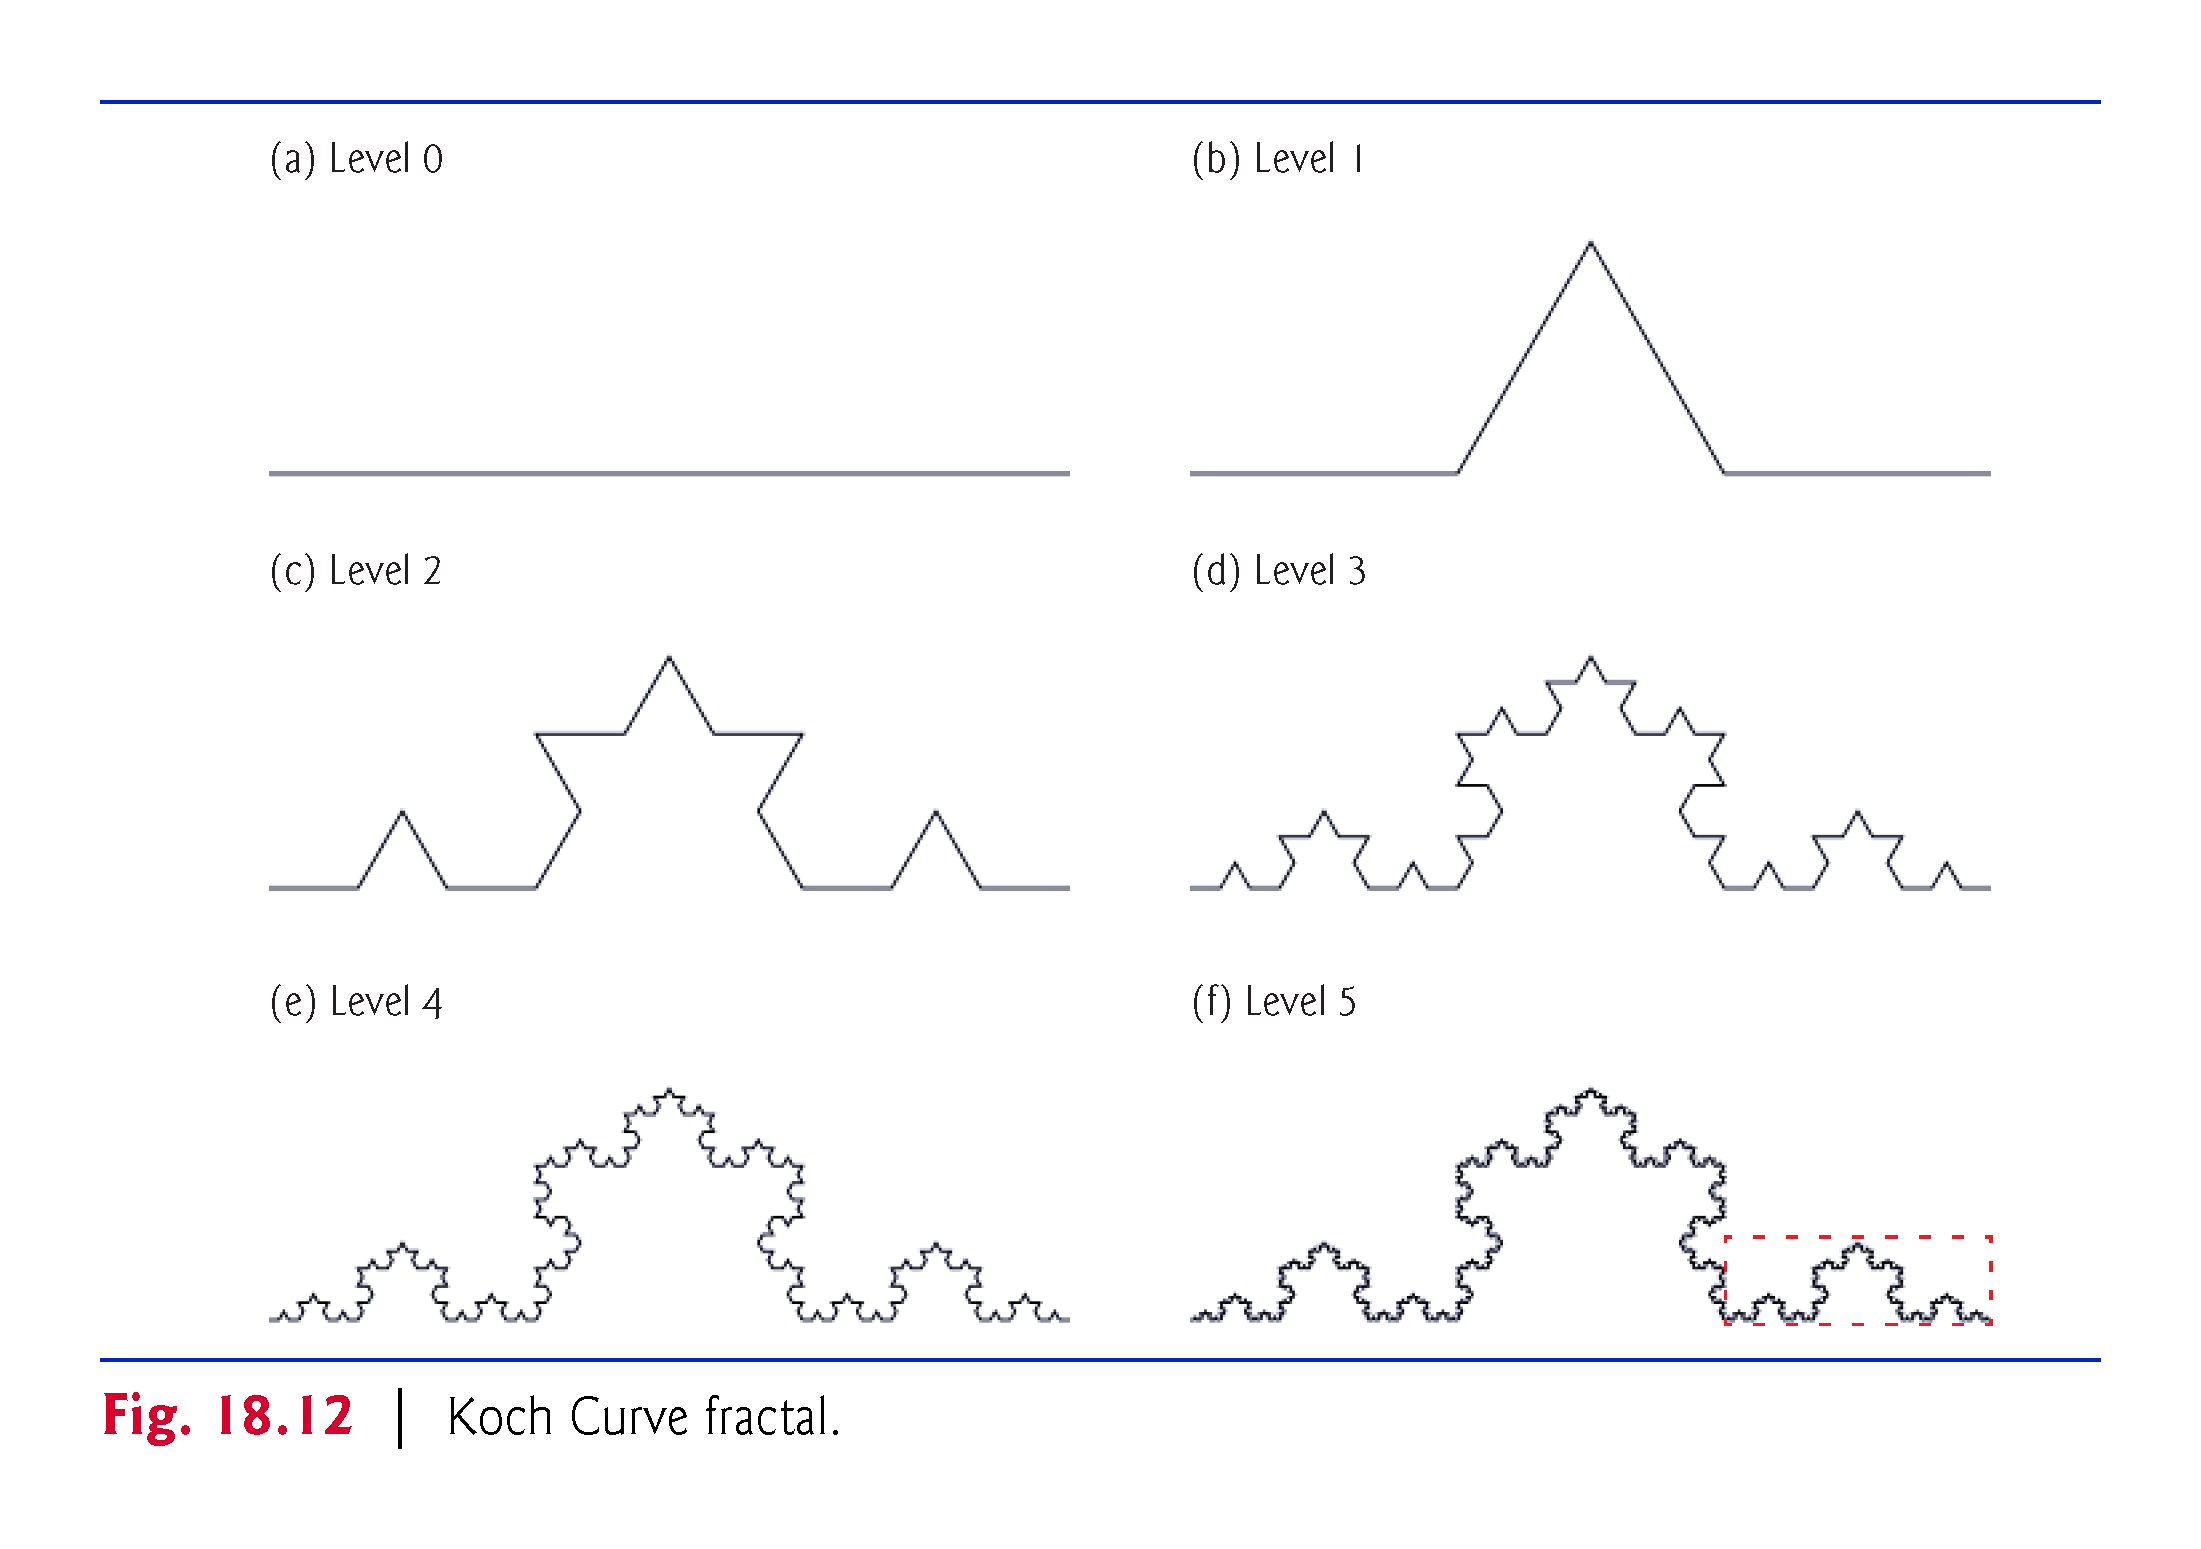 (a) Level 0
(b) Level 1
(c) Level 2
(d) Level 3
(e) Level 4
(f) Level 5
Fig. 18.12 | Koch Curve fractal.